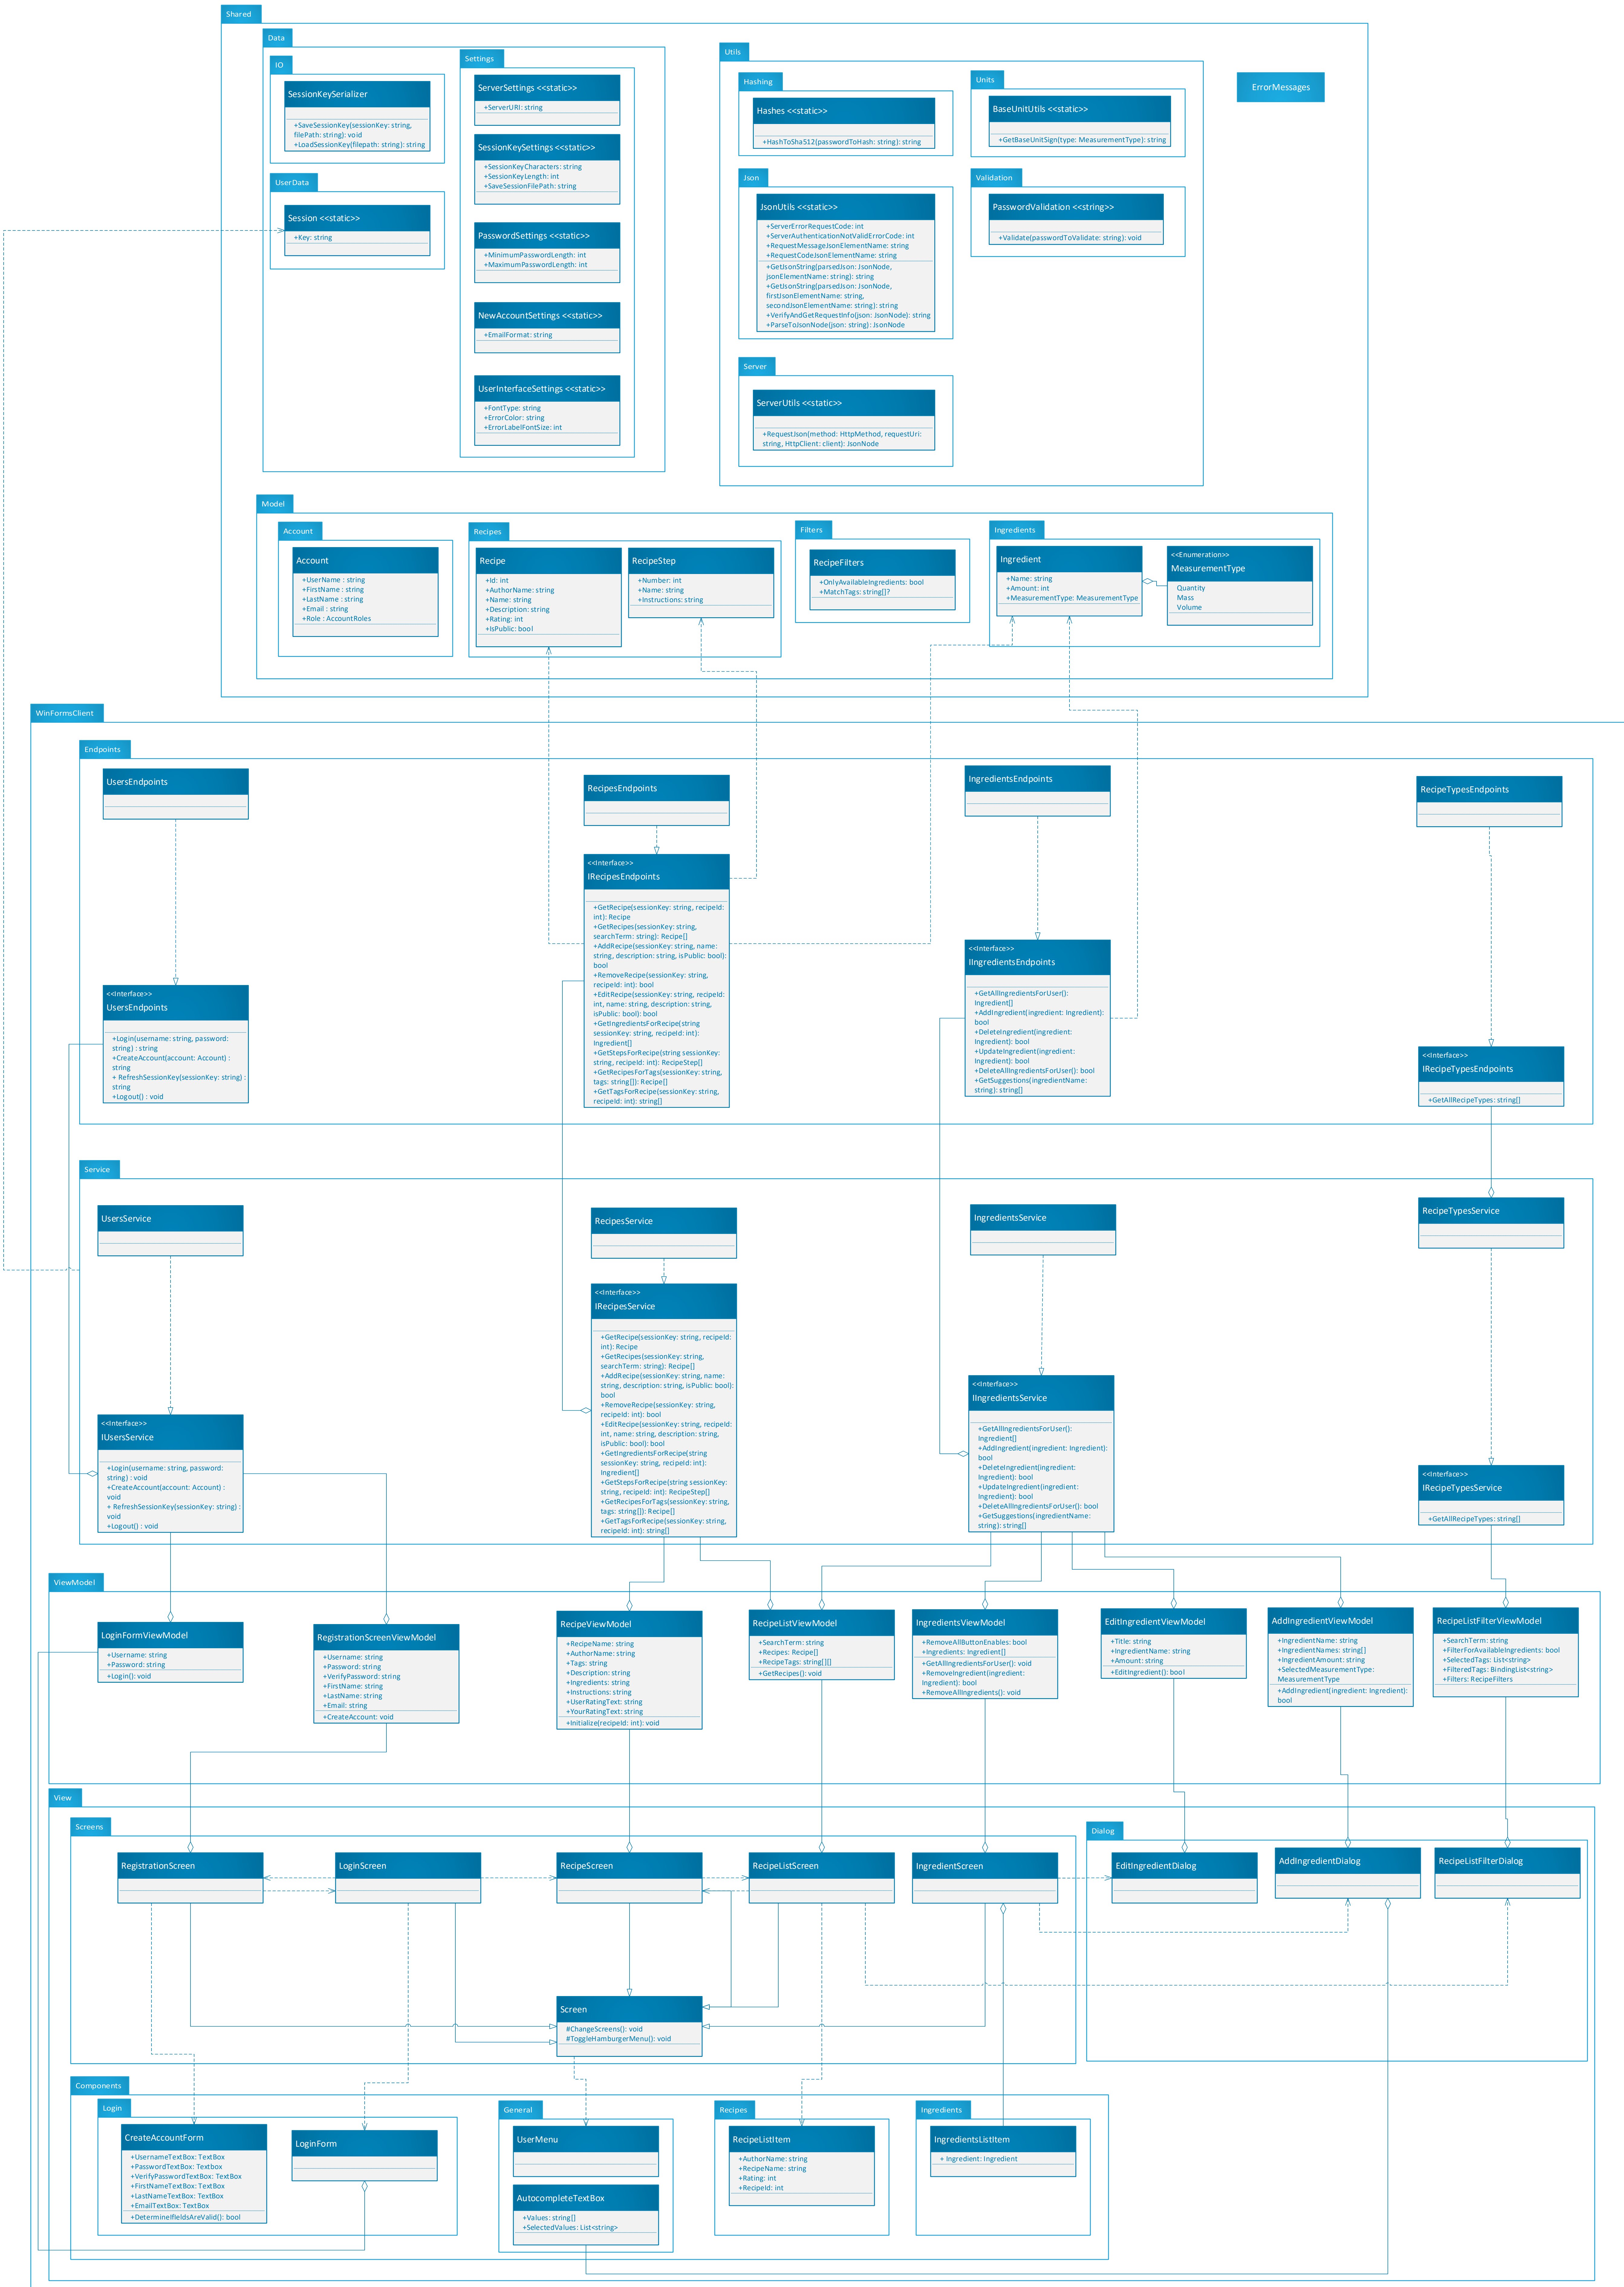 Shared
Data
IO
SessionKeySerializer
+SaveSessionKey(sessionKey: string,
filePath: string): void
+LoadSessionKey(filepath: string): string
UserData
Session <<static>>
+Key: string
Settings
ServerSettings <<static>>
+ServerURI: string
SessionKeySettings <<static>>
+SessionKeyCharacters: string
+SessionKeyLength: int
+SaveSessionFilePath: string
PasswordSettings <<static>>
+MinimumPasswordLength: int
+MaximumPasswordLength: int
NewAccountSettings <<static>>
+EmailFormat: string
UserInterfaceSettings <<static>>
+FontType: string
+ErrorColor: string
+ErrorLabelFontSize: int
Utils
Hashing
Hashes <<static>>
+HashToSha512(passwordToHash: string): string
Units
BaseUnitUtils <<static>>
+GetBaseUnitSign(type: MeasurementType): string
Json
JsonUtils <<static>>
+ServerErrorRequestCode: int
+ServerAuthenticationNotValidErrorCode: int
+RequestMessageJsonElementName: string
+RequestCodeJsonElementName: string
+GetJsonString(parsedJson: JsonNode,
jsonElementName: string): string
+GetJsonString(parsedJson: JsonNode,
firstJsonElementName: string,
secondJsonElementName: string): string
+VerifyAndGetRequestInfo(json: JsonNode): string
+ParseToJsonNode(json: string): JsonNode
Validation
PasswordValidation <<string>>
+Validate(passwordToValidate: string): void
Server
ServerUtils <<static>>
+RequestJson(method: HttpMethod, requestUri:
string, HttpClient: client): JsonNode
ErrorMessages
Model
Account
Account
+UserName : string
+FirstName : string
+LastName : string
+Email : string
+Role : AccountRoles
Recipes
Recipe
+Id: int
+AuthorName: string
+Name: string
+Description: string
+Rating: int
+IsPublic: bool
RecipeStep
+Number: int
+Name: string
+Instructions: string
Filters
RecipeFilters
+OnlyAvailableIngredients: bool
+MatchTags: string[]?
Ingredients
Ingredient
+Name: string
+Amount: int
+MeasurementType: MeasurementType
<<Enumeration>>
MeasurementType
Quantity
Mass
Volume
WinFormsClient
Endpoints
UsersEndpoints
RecipesEndpoints
IngredientsEndpoints
RecipeTypesEndpoints
<<Interface>>
UsersEndpoints
+Login(username: string, password:
string) : string
+CreateAccount(account: Account) :
string
+ RefreshSessionKey(sessionKey: string) :
string
+Logout() : void
<<Interface>>
IRecipesEndpoints
+GetRecipe(sessionKey: string, recipeId:
int): Recipe
+GetRecipes(sessionKey: string,
searchTerm: string): Recipe[]
+AddRecipe(sessionKey: string, name:
string, description: string, isPublic: bool):
bool
+RemoveRecipe(sessionKey: string,
recipeId: int): bool
+EditRecipe(sessionKey: string, recipeId:
int, name: string, description: string,
isPublic: bool): bool
+GetIngredientsForRecipe(string
sessionKey: string, recipeId: int):
Ingredient[]
+GetStepsForRecipe(string sessionKey:
string, recipeId: int): RecipeStep[]
+GetRecipesForTags(sessionKey: string,
tags: string[]): Recipe[]
+GetTagsForRecipe(sessionKey: string,
recipeId: int): string[]
<<Interface>>
IIngredientsEndpoints
+GetAllIngredientsForUser():
Ingredient[]
+AddIngredient(ingredient: Ingredient):
bool
+DeleteIngredient(ingredient:
Ingredient): bool
+UpdateIngredient(ingredient:
Ingredient): bool
+DeleteAllIngredientsForUser(): bool
+GetSuggestions(ingredientName:
string): string[]
<<Interface>>
IRecipeTypesEndpoints
+GetAllRecipeTypes: string[]
Service
UsersService
RecipesService
IngredientsService
RecipeTypesService
<<Interface>>
IUsersService
+Login(username: string, password:
string) : void
+CreateAccount(account: Account) :
void
+ RefreshSessionKey(sessionKey: string) :
void
+Logout() : void
<<Interface>>
IRecipesService
+GetRecipe(sessionKey: string, recipeId:
int): Recipe
+GetRecipes(sessionKey: string,
searchTerm: string): Recipe[]
+AddRecipe(sessionKey: string, name:
string, description: string, isPublic: bool):
bool
+RemoveRecipe(sessionKey: string,
recipeId: int): bool
+EditRecipe(sessionKey: string, recipeId:
int, name: string, description: string,
isPublic: bool): bool
+GetIngredientsForRecipe(string
sessionKey: string, recipeId: int):
Ingredient[]
+GetStepsForRecipe(string sessionKey:
string, recipeId: int): RecipeStep[]
+GetRecipesForTags(sessionKey: string,
tags: string[]): Recipe[]
+GetTagsForRecipe(sessionKey: string,
recipeId: int): string[]
<<Interface>>
IIngredientsService
+GetAllIngredientsForUser():
Ingredient[]
+AddIngredient(ingredient: Ingredient):
bool
+DeleteIngredient(ingredient:
Ingredient): bool
+UpdateIngredient(ingredient:
Ingredient): bool
+DeleteAllIngredientsForUser(): bool
+GetSuggestions(ingredientName:
string): string[]
<<Interface>>
IRecipeTypesService
+GetAllRecipeTypes: string[]
ViewModel
LoginFormViewModel
+Username: string
+Password: string
+Login(): void
RegistrationScreenViewModel
+Username: string
+Password: string
+VerifyPassword: string
+FirstName: string
+LastName: string
+Email: string
+CreateAccount: void
RecipeViewModel
+RecipeName: string
+AuthorName: string
+Tags: string
+Description: string
+Ingredients: string
+Instructions: string
+UserRatingText: string
+YourRatingText: string
+Initialize(recipeId: int): void
RecipeListViewModel
+SearchTerm: string
+Recipes: Recipe[]
+RecipeTags: string[][]
+GetRecipes(): void
IngredientsViewModel
+RemoveAllButtonEnables: bool
+Ingredients: Ingredient[]
+GetAllIngredientsForUser(): void
+RemoveIngredient(ingredient:
Ingredient): bool
+RemoveAllIngredients(): void
EditIngredientViewModel
+Title: string
+IngredientName: string
+Amount: string
+EditIngredient(): bool
AddIngredientViewModel
+IngredientName: string
+IngredientNames: string[]
+IngredientAmount: string
+SelectedMeasurementType:
MeasurementType
+AddIngredient(ingredient: Ingredient):
bool
RecipeListFilterViewModel
+SearchTerm: string
+FilterForAvailableIngredients: bool
+SelectedTags: List<string>
+FilteredTags: BindingList<string>
+Filters: RecipeFilters
View
Screens
RegistrationScreen
LoginScreen
RecipeScreen
RecipeListScreen
IngredientScreen
Dialog
EditIngredientDialog
AddIngredientDialog
RecipeListFilterDialog
Screen
#ChangeScreens(): void
#ToggleHamburgerMenu(): void
Components
Login
CreateAccountForm
+UsernameTextBox: TextBox
+PasswordTextBox: Textbox
+VerifyPasswordTextBox: TextBox
+FirstNameTextBox: TextBox
+LastNameTextBox: TextBox
+EmailTextBox: TextBox
+DetermineIfieldsAreValid(): bool
LoginForm
General
UserMenu
AutocompleteTextBox
+Values: string[]
+SelectedValues: List<string>
Recipes
RecipeListItem
+AuthorName: string
+RecipeName: string
+Rating: int
+RecipeId: int
Ingredients
IngredientsListItem
+ Ingredient: Ingredient